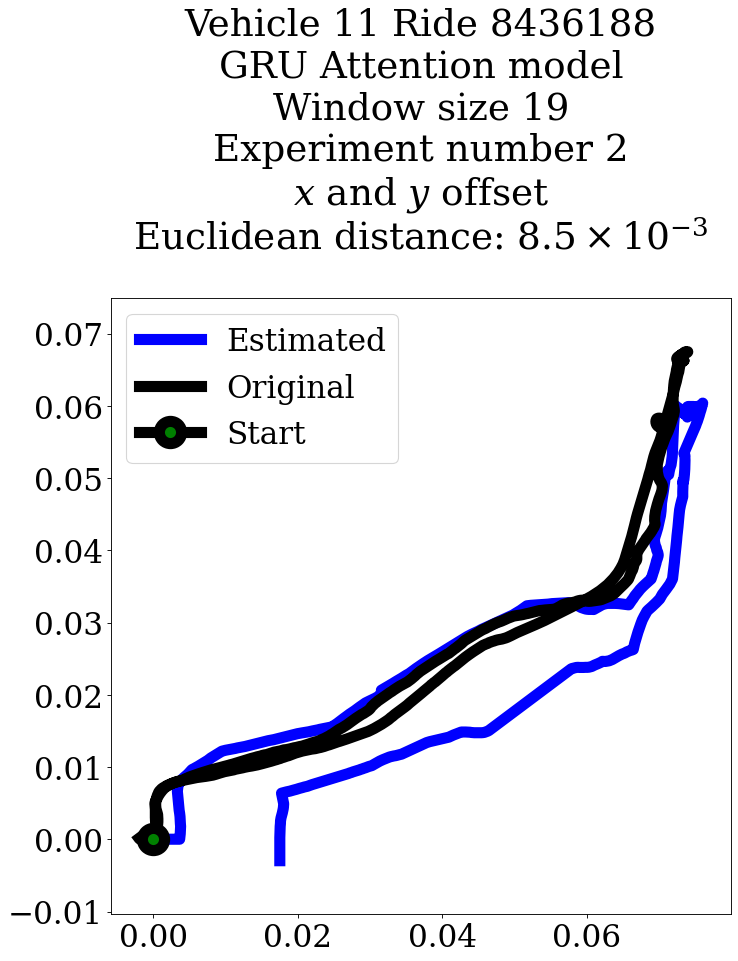 Vehicle 11 Ride 8436188
GRU Attention model
Window size 19
Experiment number 2
x and y offset
Euclidean distance: 8.5 × 10⁻³
Estimated
Original
Start
0.07
0.06
0.05
0.04
0.03
0.02
0.01
0.00
−0.01
0.00 0.02 0.04 0.06